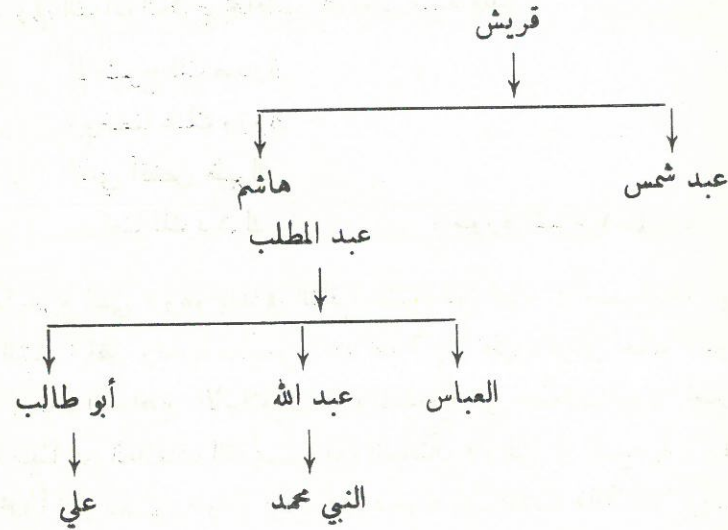 قريش
عبد شمس
هاشم
عبد المطلب
العباس
عبد الله
أبو طالب
النبي محمد
علي